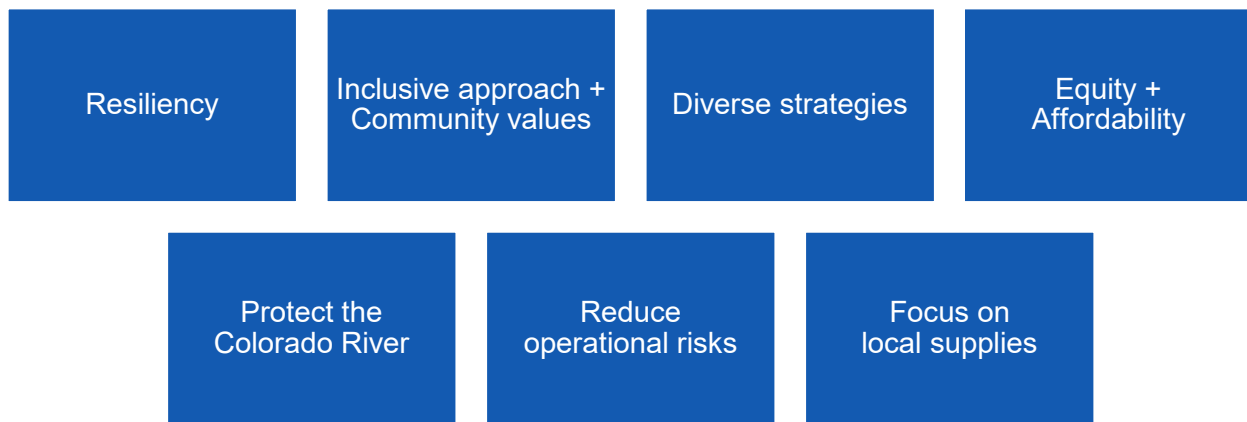 Resiliency
Inclusive approach +
Community values
Diverse strategies
Equity +
Affordability
Protect the
Colorado River
Reduce
operational risks
Focus on
local supplies